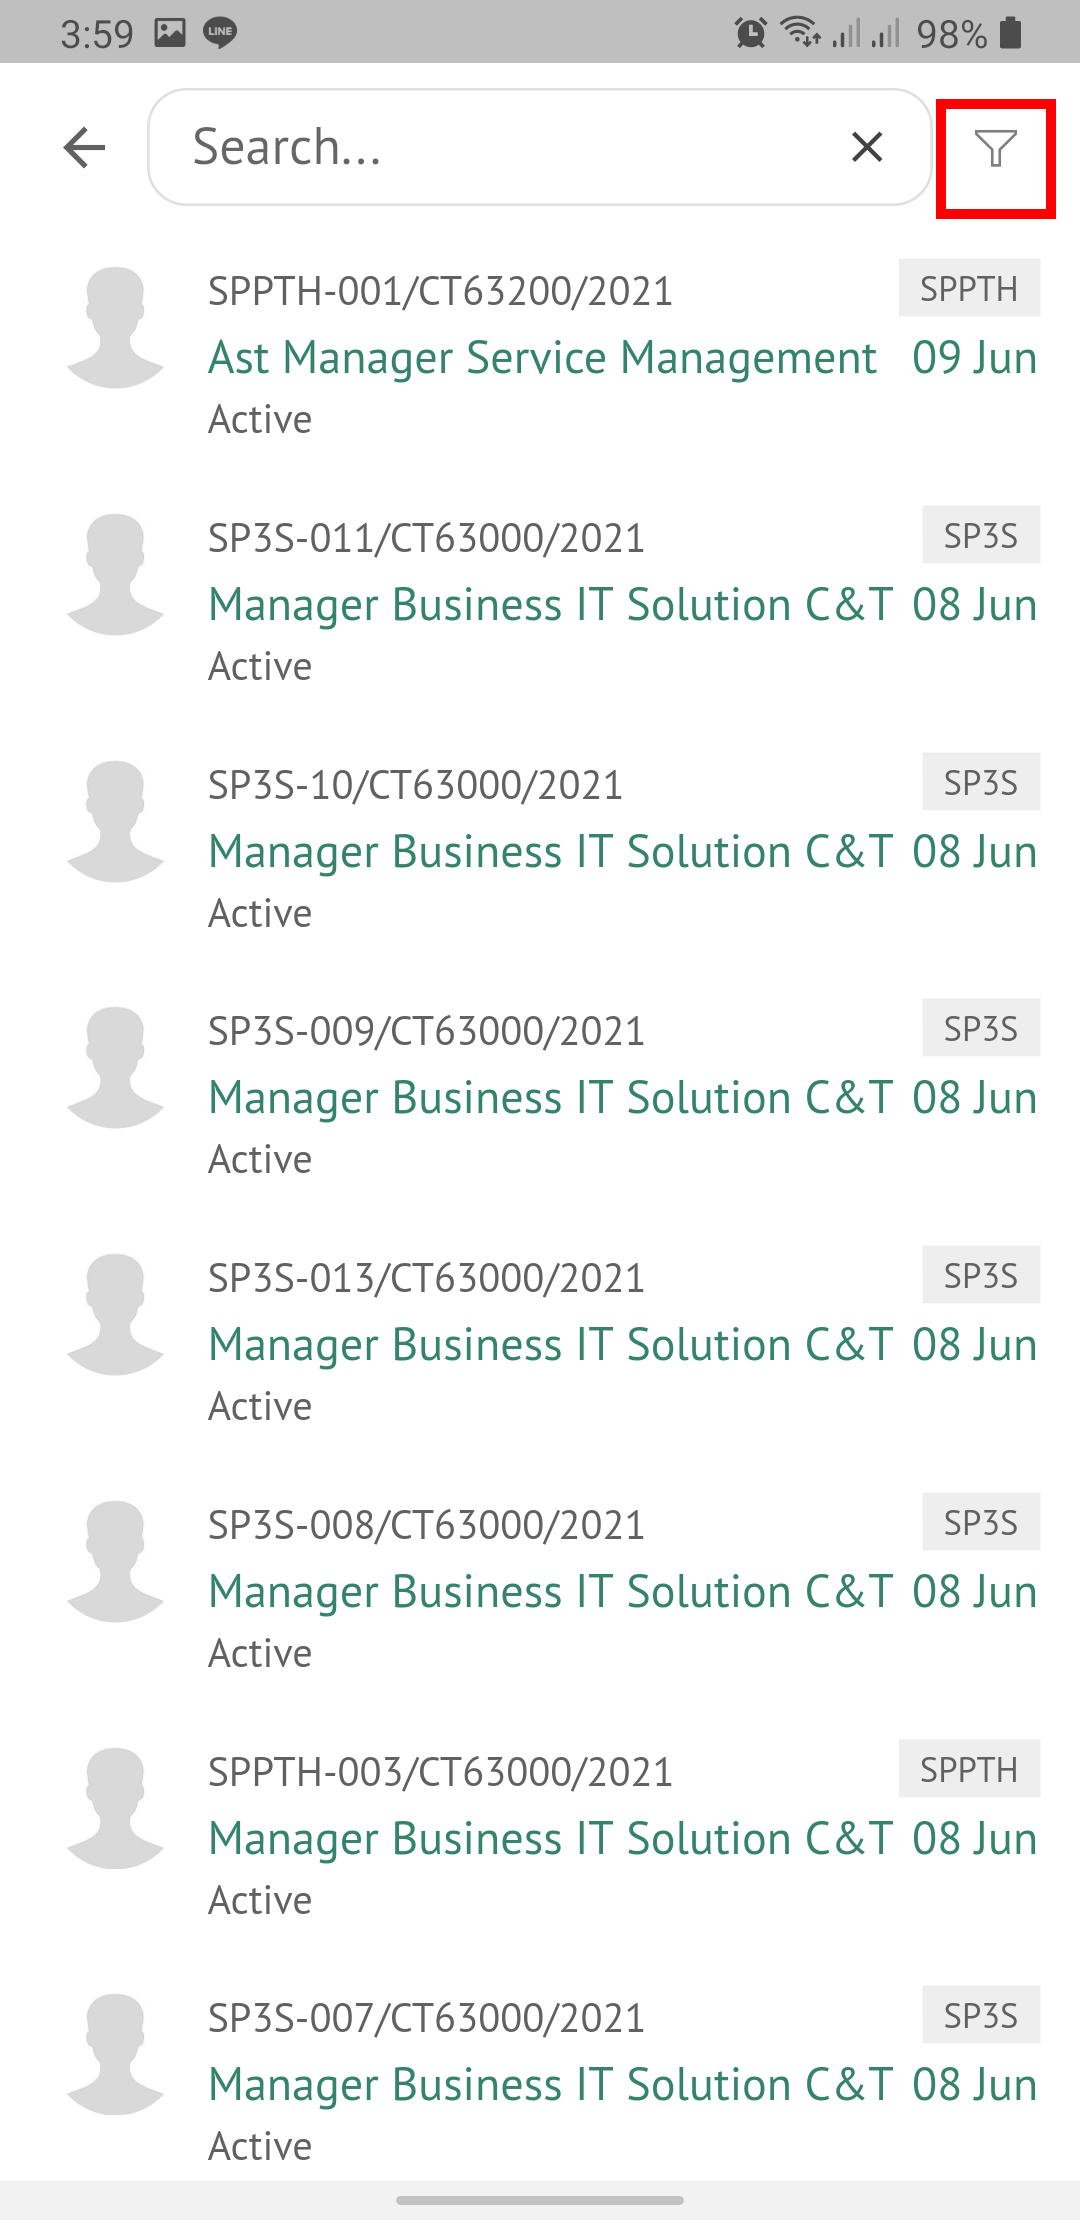 3:59 LINE 98%
Search...
SPPTH-001/CT63200/2021 SPPTH
Ast Manager Service Management 09 Jun
Active
SP3S-011/CT63000/2021 SP3S
Manager Business IT Solution C&T 08 Jun
Active
SP3S-10/CT63000/2021 SP3S
Manager Business IT Solution C&T 08 Jun
Active
SP3S-009/CT63000/2021 SP3S
Manager Business IT Solution C&T 08 Jun
Active
SP3S-013/CT63000/2021 SP3S
Manager Business IT Solution C&T 08 Jun
Active
SP3S-008/CT63000/2021 SP3S
Manager Business IT Solution C&T 08 Jun
Active
SPPTH-003/CT63000/2021 SPPTH
Manager Business IT Solution C&T 08 Jun
Active
SP3S-007/CT63000/2021 SP3S
Manager Business IT Solution C&T 08 Jun
Active